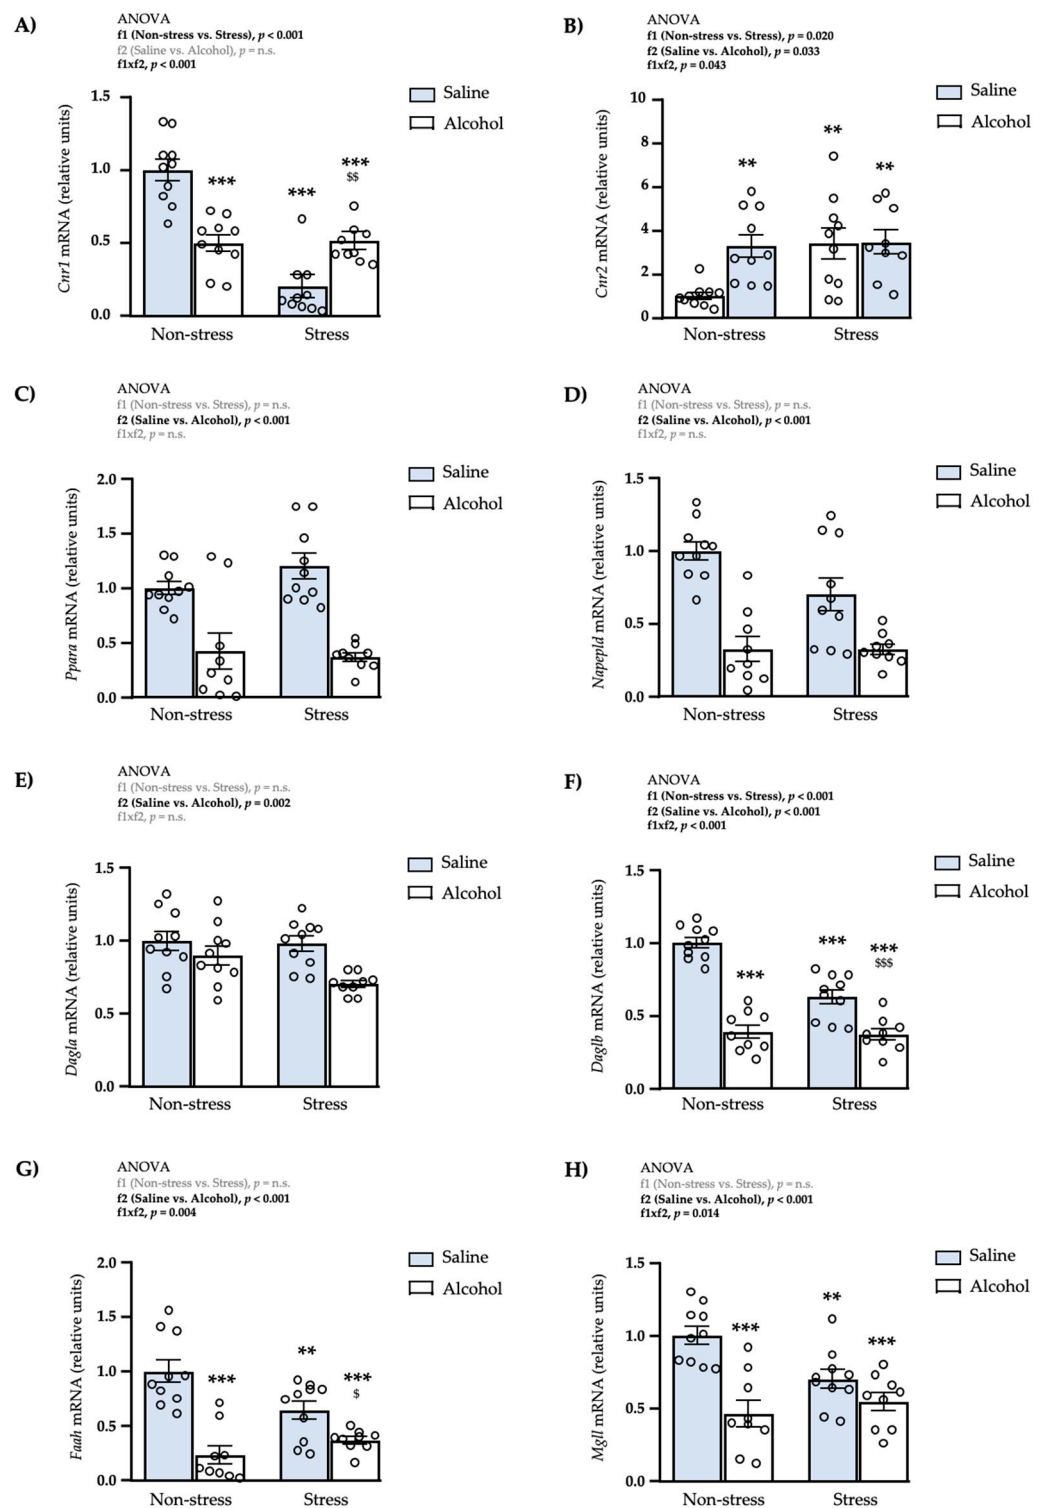 A)
ANOVA
f1 (Non-stress vs. Stress), p < 0.001
f2 (Saline vs. Alcohol), p = n.s.
f1xf2, p < 0.001
Saline
Alcohol
Cnr1 mRNA (relative units)
1.5
1.0
0.5
0.0
***
***
***
$$
Non-stress
Stress
B)
ANOVA
f1 (Non-stress vs. Stress), p = 0.020
f2 (Saline vs. Alcohol), p = 0.033
f1xf2, p = 0.043
Saline
Alcohol
Cnr2 mRNA (relative units)
10
8
6
4
2
0
**
**
**
Non-stress
Stress
C)
ANOVA
f1 (Non-stress vs. Stress), p = n.s.
f2 (Saline vs. Alcohol), p < 0.001
f1xf2, p = n.s.
Saline
Alcohol
Ppara mRNA (relative units)
2.0
1.5
1.0
0.5
0.0
Non-stress
Stress
D)
ANOVA
f1 (Non-stress vs. Stress), p = n.s.
f2 (Saline vs. Alcohol), p < 0.001
f1xf2, p = n.s.
Saline
Alcohol
Napepld mRNA (relative units)
1.5
1.0
0.5
0.0
Non-stress
Stress
E)
ANOVA
f1 (Non-stress vs. Stress), p = n.s.
f2 (Saline vs. Alcohol), p = 0.002
f1xf2, p = n.s.
Saline
Alcohol
Dagla mRNA (relative units)
1.5
1.0
0.5
0.0
Non-stress
Stress
F)
ANOVA
f1 (Non-stress vs. Stress), p < 0.001
f2 (Saline vs. Alcohol), p < 0.001
f1xf2, p < 0.001
Saline
Alcohol
Daglb mRNA (relative units)
1.5
1.0
0.5
0.0
***
***
***
$$$
Non-stress
Stress
G)
ANOVA
f1 (Non-stress vs. Stress), p = n.s.
f2 (Saline vs. Alcohol), p < 0.001
f1xf2, p = 0.004
Saline
Alcohol
Faah mRNA (relative units)
2.0
1.5
1.0
0.5
0.0
***
**
***
$
Non-stress
Stress
H)
ANOVA
f1 (Non-stress vs. Stress), p = n.s.
f2 (Saline vs. Alcohol), p < 0.001
f1xf2, p = 0.014
Saline
Alcohol
Mgll mRNA (relative units)
1.5
1.0
0.5
0.0
***
**
***
Non-stress
Stress